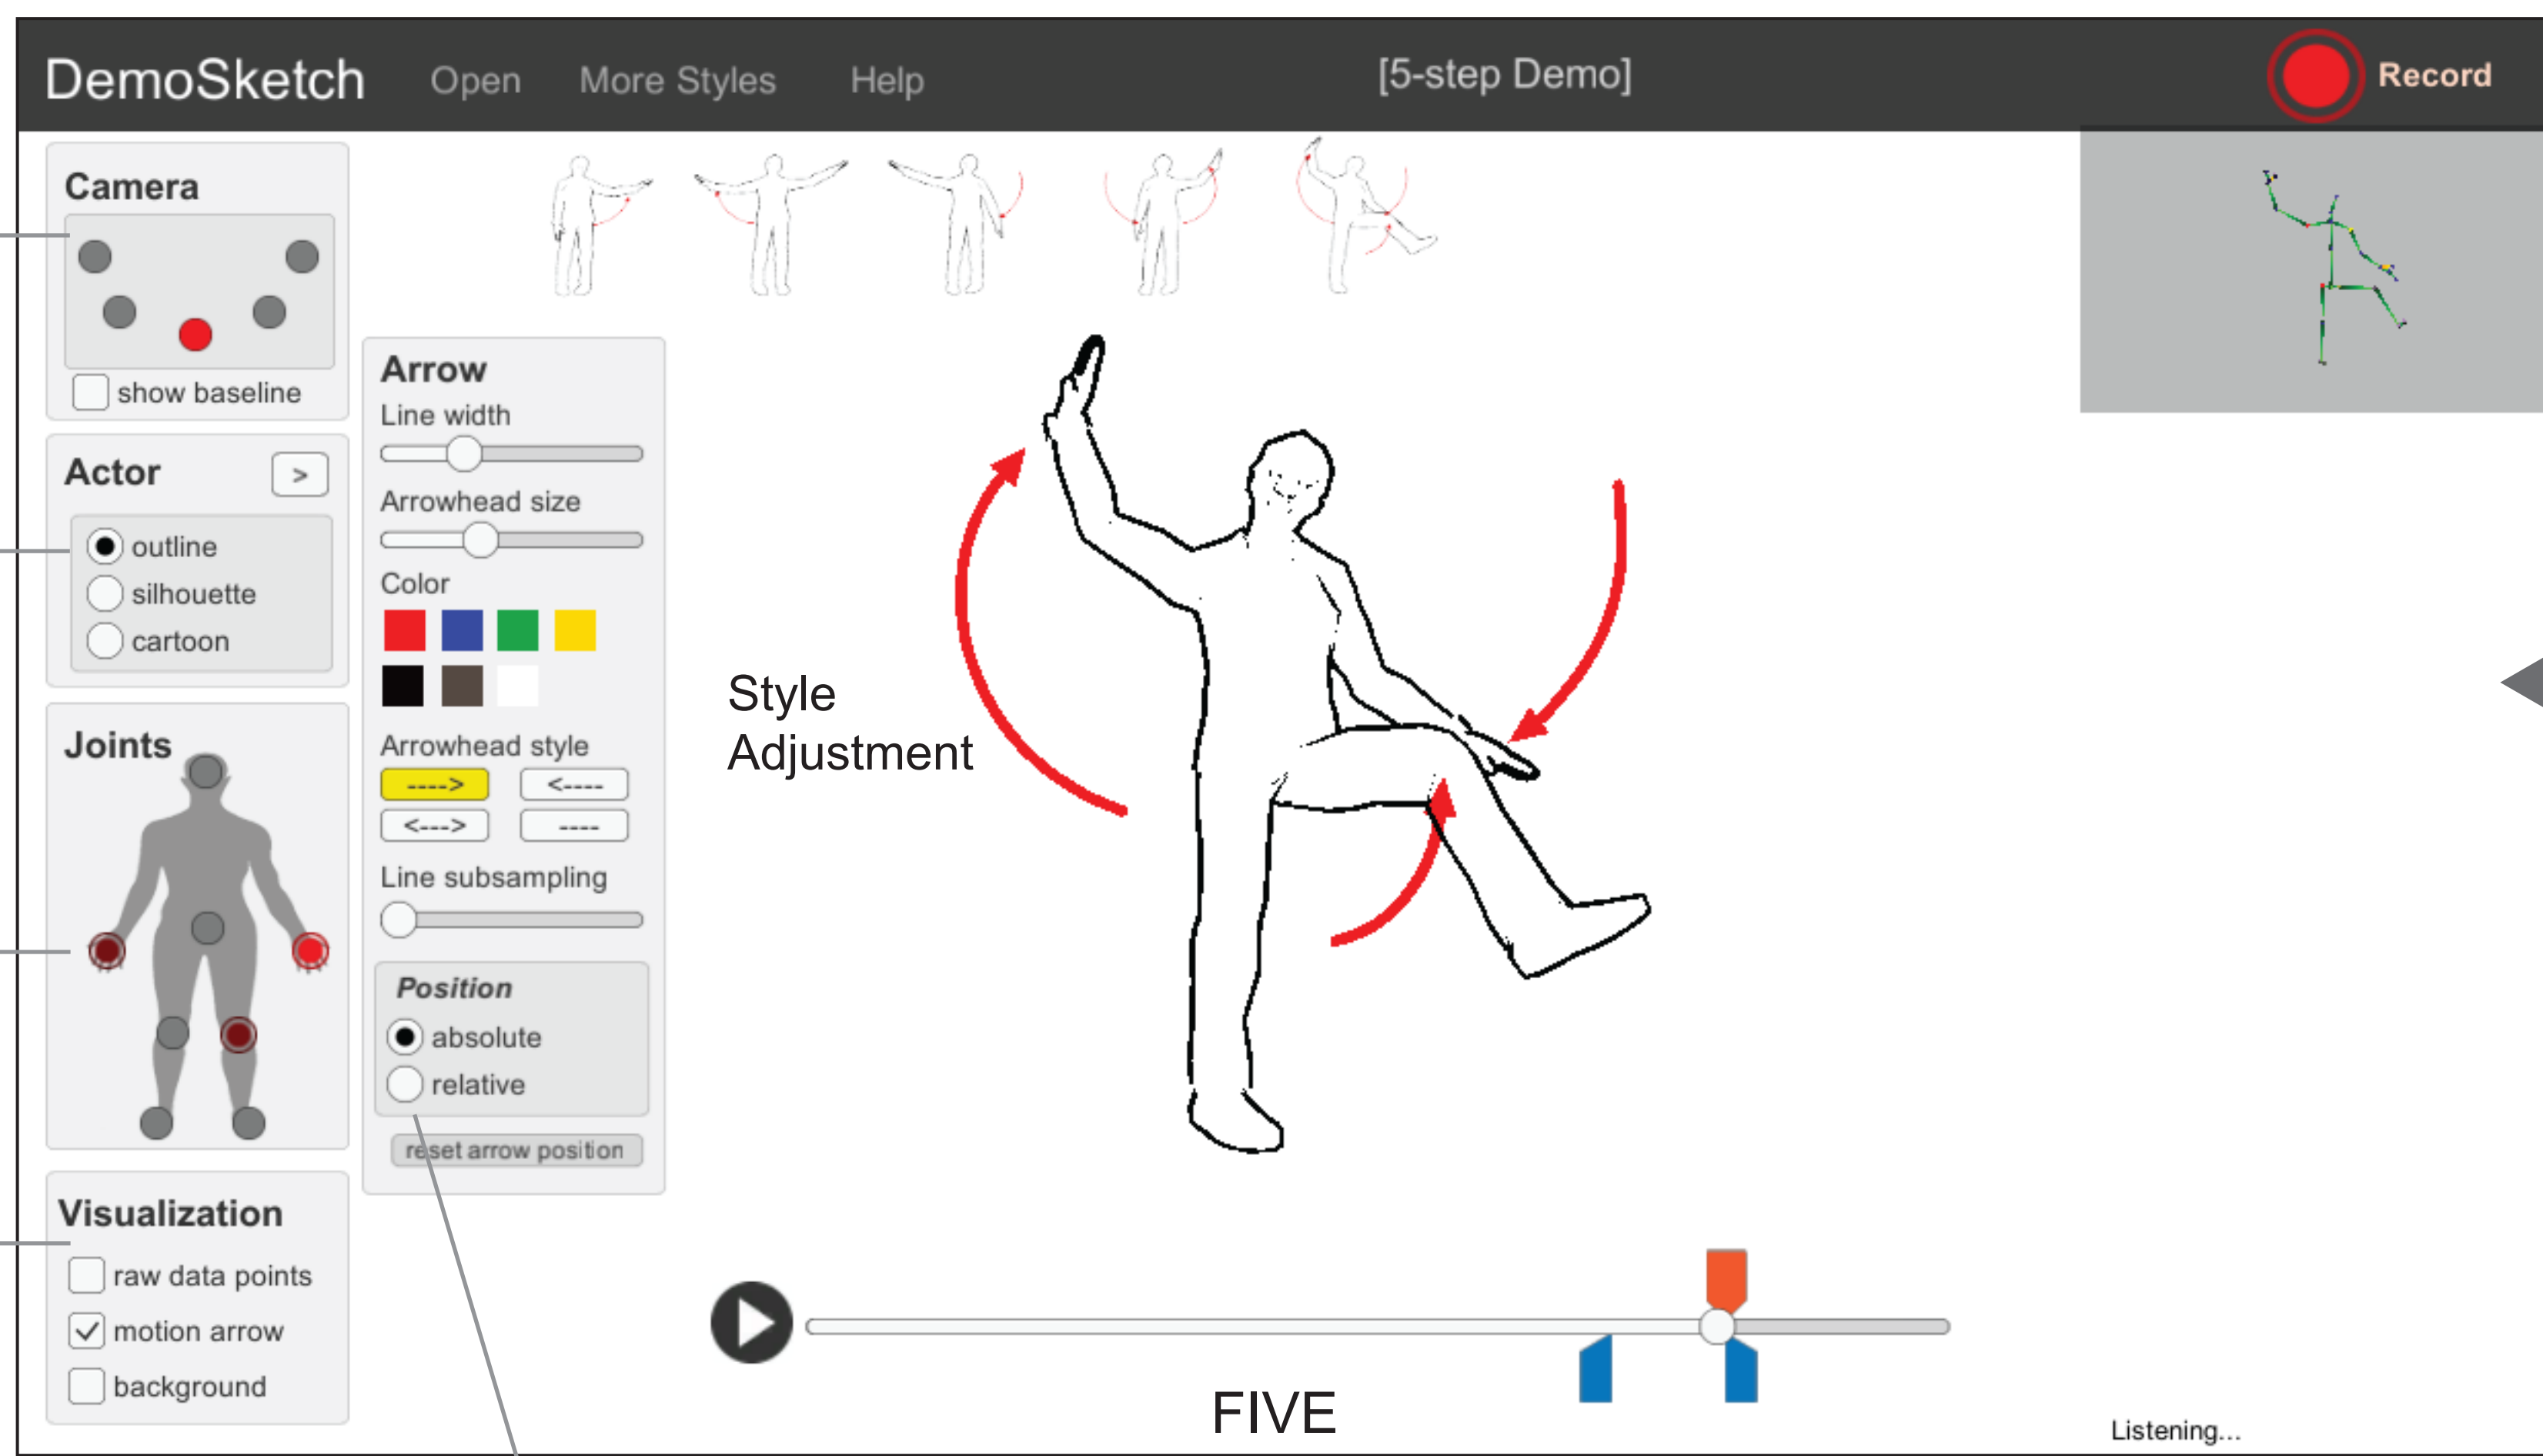 DemoSketch Open More Styles Help [5-step Demo] Record
Camera
show baseline
Actor >
outline
silhouette
cartoon
Joints
Visualization
raw data points
motion arrow
background
Arrow
Line width
Arrowhead size
Color
Arrowhead style
----> <----
<---> ----
Line subsampling
Position
absolute
relative
reset arrow position
Style
Adjustment
FIVE
Listening...